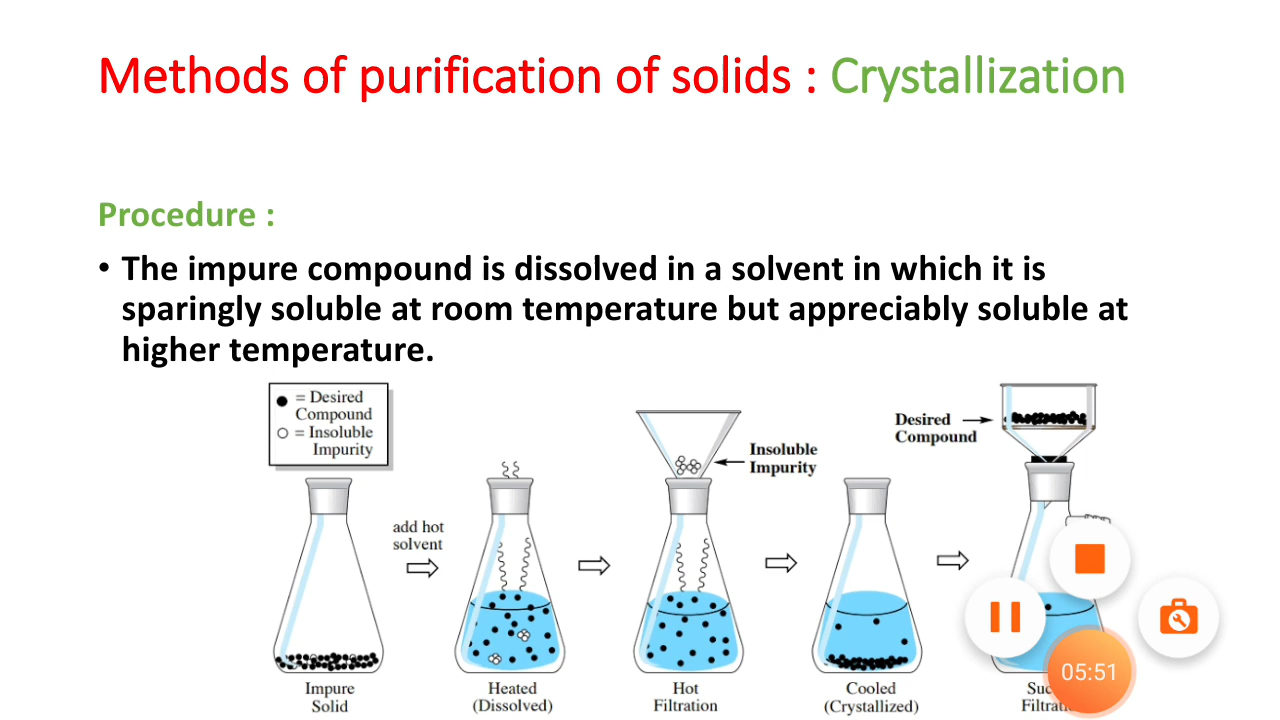 Methods of purification of solids : Crystallization
Procedure :
• The impure compound is dissolved in a solvent in which it is
sparingly soluble at room temperature but appreciably soluble at
higher temperature.
= Desired
Compound
= Insoluble
Impurity
add hot
solvent
Insoluble
Impurity
Desired
Compound
Impure
Solid
Heated
(Dissolved)
Hot
Filtration
Cooled
(Crystallized)
05:51